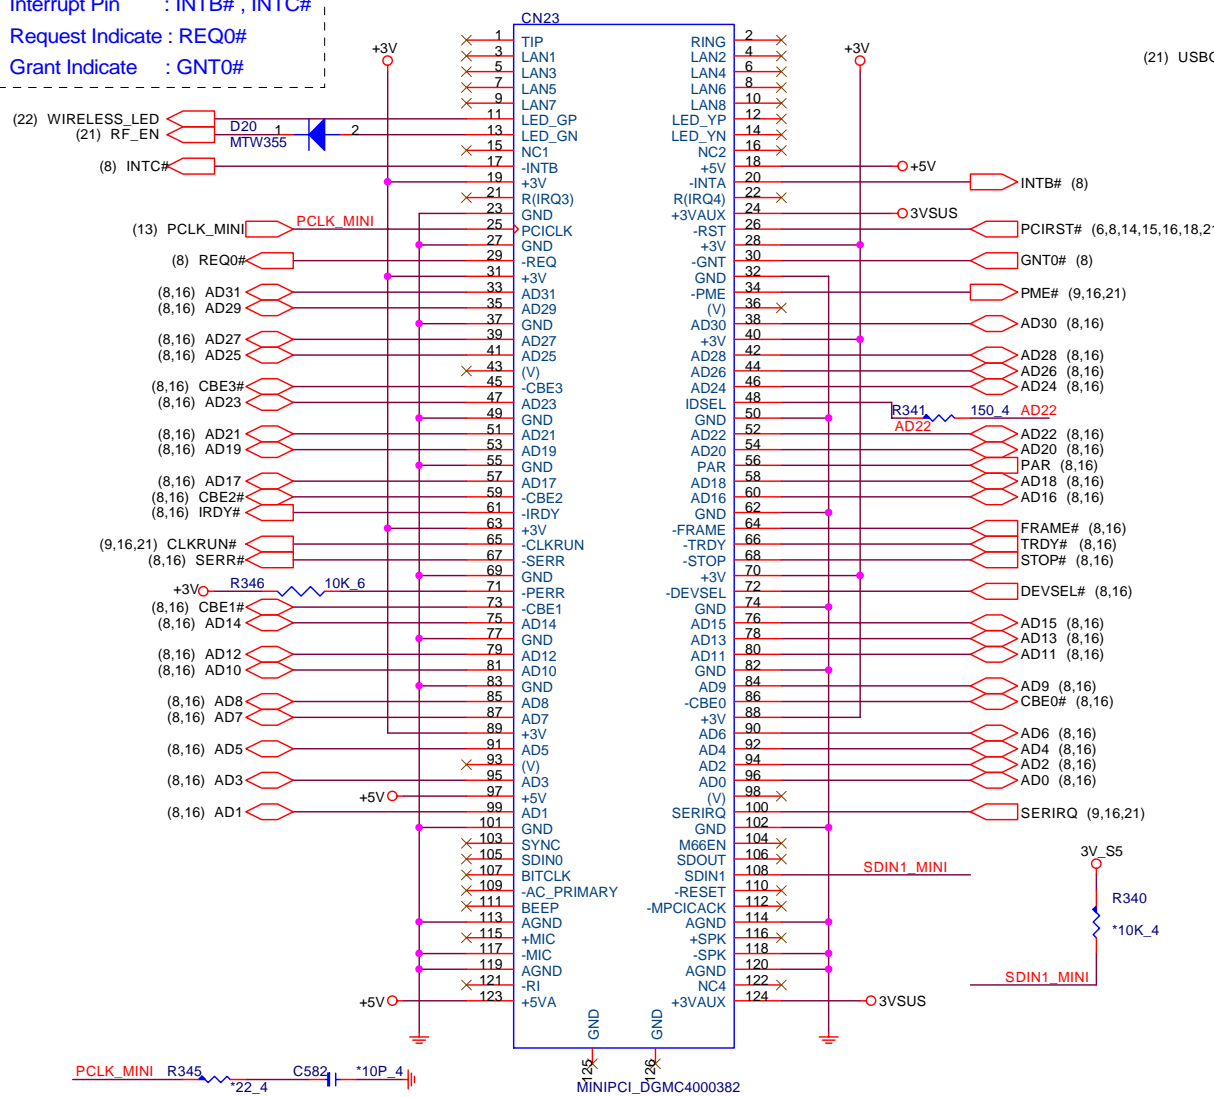 Interrupt Pin : INTB# , INTC#
Request Indicate : REQ0#
Grant Indicate : GNT0#
CN23
+3V
+3V
(21) USBO
1 TIP RING 2
3 LAN1 LAN2 4
5 LAN3 LAN4 6
7 LAN5 LAN6 8
9 LAN7 LAN8 10
(22) WIRELESS_LED 11 LED_GP LED_YP 12
(21) RF_EN D20 1 2 13 LED_GN LED_YN 14
MTW355
15 NC1 NC2 16
(8) INTC# 17 -INTB +5V 18 +5V
19 +3V -INTA 20 INTB# (8)
21 R(IRQ3) R(IRQ4) 22
23 GND +3VAUX 24 3VSUS
(13) PCLK_MINI PCLK_MINI 25 PCICLK -RST 26 PCIRST# (6,8,14,15,16,18,21
27 GND +3V 28
(8) REQ0# 29 -REQ -GNT 30 GNT0# (8)
31 +3V GND 32
(8,16) AD31 33 AD31 -PME 34 PME# (9,16,21)
(8,16) AD29 35 AD29 (V) 36
37 GND AD30 38 AD30 (8,16)
(8,16) AD27 39 AD27 +3V 40
(8,16) AD25 41 AD25 AD28 42 AD28 (8,16)
43 (V) AD26 44 AD26 (8,16)
(8,16) CBE3# 45 -CBE3 AD24 46 AD24 (8,16)
(8,16) AD23 47 AD23 IDSEL 48
49 GND GND 50 R341 150_4 AD22
AD22
(8,16) AD21 51 AD21 AD22 52 AD22 (8,16)
(8,16) AD19 53 AD19 AD20 54 AD20 (8,16)
55 GND PAR 56 PAR (8,16)
(8,16) AD17 57 AD17 AD18 58 AD18 (8,16)
(8,16) CBE2# 59 -CBE2 AD16 60 AD16 (8,16)
(8,16) IRDY# 61 -IRDY GND 62
63 +3V -FRAME 64 FRAME# (8,16)
(9,16,21) CLKRUN# 65 -CLKRUN -TRDY 66 TRDY# (8,16)
(8,16) SERR# 67 -SERR -STOP 68 STOP# (8,16)
69 GND +3V 70
+3V R346 10K_6 71 -PERR -DEVSEL 72 DEVSEL# (8,16)
(8,16) CBE1# 73 -CBE1 GND 74
(8,16) AD14 75 AD14 AD15 76 AD15 (8,16)
77 GND AD13 78 AD13 (8,16)
(8,16) AD12 79 AD12 AD11 80 AD11 (8,16)
(8,16) AD10 81 AD10 GND 82
83 GND AD9 84 AD9 (8,16)
(8,16) AD8 85 AD8 -CBE0 86 CBE0# (8,16)
(8,16) AD7 87 AD7 +3V 88
89 +3V AD6 90 AD6 (8,16)
(8,16) AD5 91 AD5 AD4 92 AD4 (8,16)
93 (V) AD2 94 AD2 (8,16)
(8,16) AD3 95 AD3 AD0 96 AD0 (8,16)
+5V 97 +5V (V) 98
(8,16) AD1 99 AD1 SERIRQ 100 SERIRQ (9,16,21)
101 GND GND 102
103 SYNC M66EN 104
105 SDIN0 SDOUT 106
107 BITCLK SDIN1 108 SDIN1_MINI
109 -AC_PRIMARY -RESET 110
111 BEEP -MPCICACK 112
113 AGND AGND 114
115 +MIC +SPK 116
117 -MIC -SPK 118
119 AGND AGND 120
121 -RI NC4 122
+5V 123 +5VA +3VAUX 124 3VSUS
3V_S5
R340
*10K_4
SDIN1_MINI
GND GND
125 126
MINIPCI_DGMC4000382
PCLK_MINI R345 *22_4 C582 *10P_4